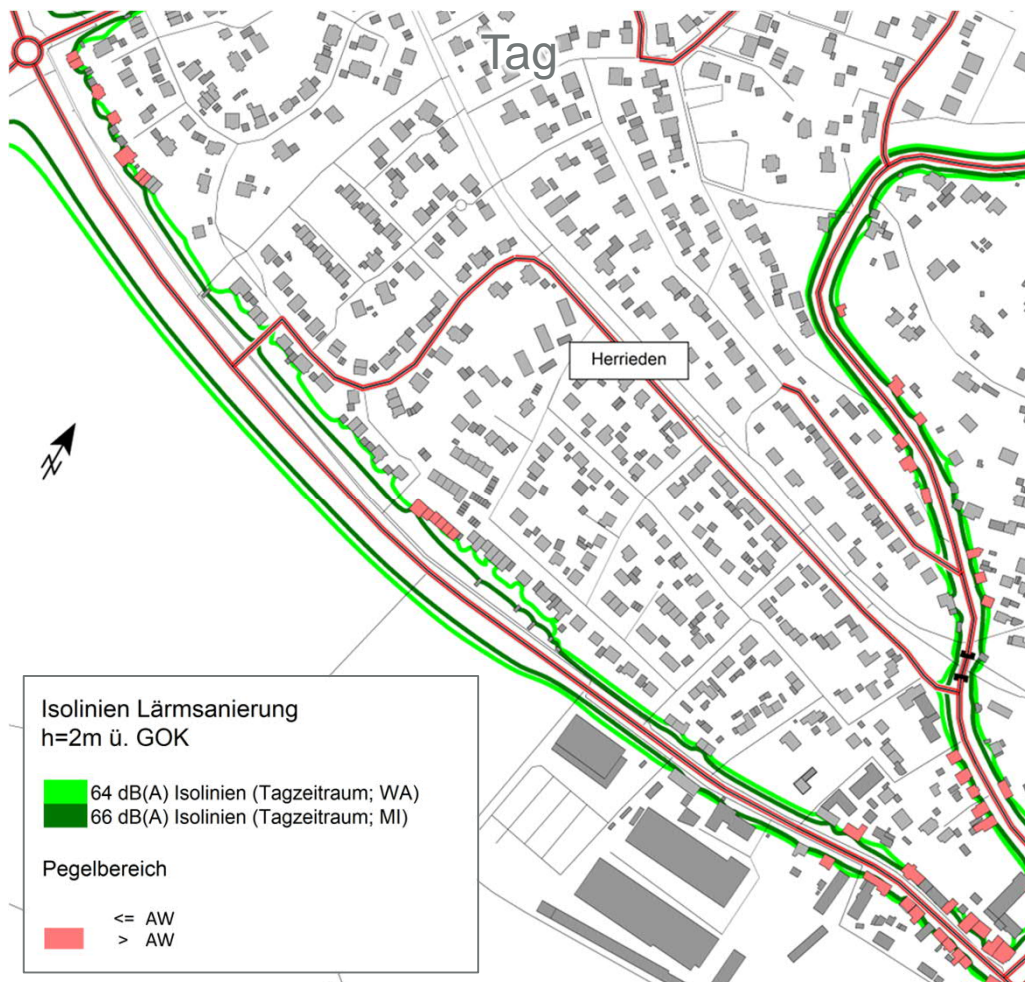 Tag
Herrieden
N
Isolinien Lärmsanierung
h=2m ü. GOK
64 dB(A) Isolinien (Tagzeitraum; WA)
66 dB(A) Isolinien (Tagzeitraum; MI)
Pegelbereich
<= AW
> AW